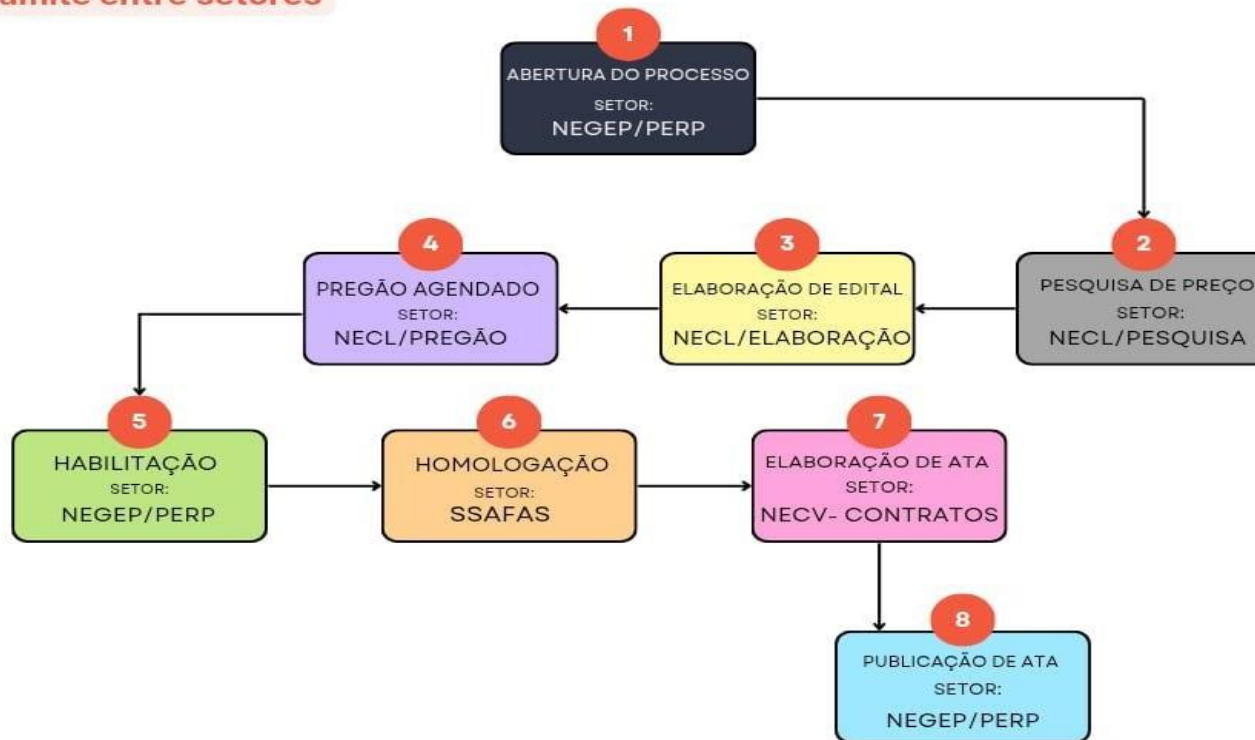 entre setores
1
ABERTURA DO PROCESSO
SETOR:
NEGEP/PERP
2
PESQUISA DE PREÇO
SETOR:
NECL/PESQUISA
3
ELABORAÇÃO DE EDITAL
SETOR:
NECL/ELABORAÇÃO
4
PREGÃO AGENDADO
SETOR:
NECL/PREGÃO
5
HABILITAÇÃO
SETOR:
NEGEP/PERP
6
HOMOLOGAÇÃO
SETOR:
SSAFAS
7
ELABORAÇÃO DE ATA
SETOR:
NECV- CONTRATOS
8
PUBLICAÇÃO DE ATA
SETOR:
NEGEP/PERP